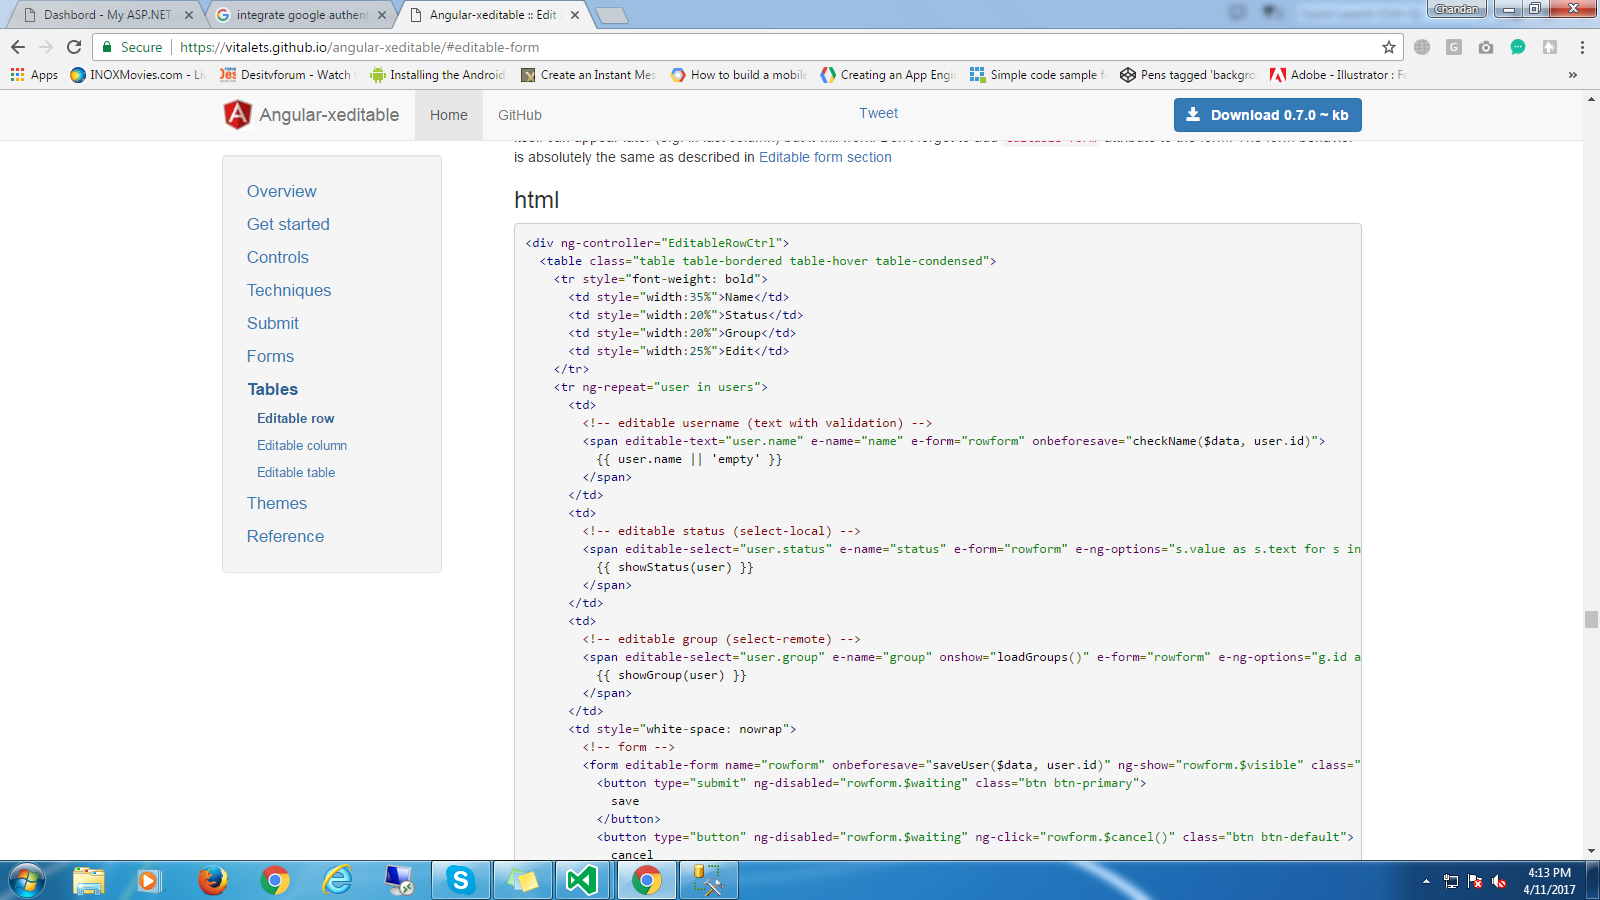 Dashbord - My ASP.NET
integrate google authent
Angular-xeditable :: Edit
Chandan
Secure
https://vitalets.github.io/angular-xeditable/#editable-form
Apps
INOXMovies.com - Liv
Desitvforum - Watch
Installing the Android
Create an Instant Mes
How to build a mobile
Creating an App Engin
Simple code sample f
Pens tagged 'backgro
Adobe - Illustrator : Fo
»
Angular-xeditable
Home
GitHub
Tweet
Download 0.7.0 ~ kb
is absolutely the same as described in Editable form section
Overview
Get started
Controls
Techniques
Submit
Forms
Tables
Editable row
Editable column
Editable table
Themes
Reference
html
<div ng-controller="EditableRowCtrl">
<table class="table table-bordered table-hover table-condensed">
<tr style="font-weight: bold">
<td style="width:35%">Name</td>
<td style="width:20%">Status</td>
<td style="width:20%">Group</td>
<td style="width:25%">Edit</td>
</tr>
<tr ng-repeat="user in users">
<td>
<!-- editable username (text with validation) -->
<span editable-text="user.name" e-name="name" e-form="rowform" onbeforesave="checkName($data, user.id)">
{{ user.name || 'empty' }}
</span>
</td>
<td>
<!-- editable status (select-local) -->
<span editable-select="user.status" e-name="status" e-form="rowform" e-ng-options="s.value as s.text for s in
{{ showStatus(user) }}
</span>
</td>
<td>
<!-- editable group (select-remote) -->
<span editable-select="user.group" e-name="group" onshow="loadGroups()" e-form="rowform" e-ng-options="g.id a
{{ showGroup(user) }}
</span>
</td>
<td style="white-space: nowrap">
<!-- form -->
<form editable-form name="rowform" onbeforesave="saveUser($data, user.id)" ng-show="rowform.$visible" class="
<button type="submit" ng-disabled="rowform.$waiting" class="btn btn-primary">
save
</button>
<button type="button" ng-disabled="rowform.$waiting" ng-click="rowform.$cancel()" class="btn btn-default">
cancel
4:13 PM
4/11/2017